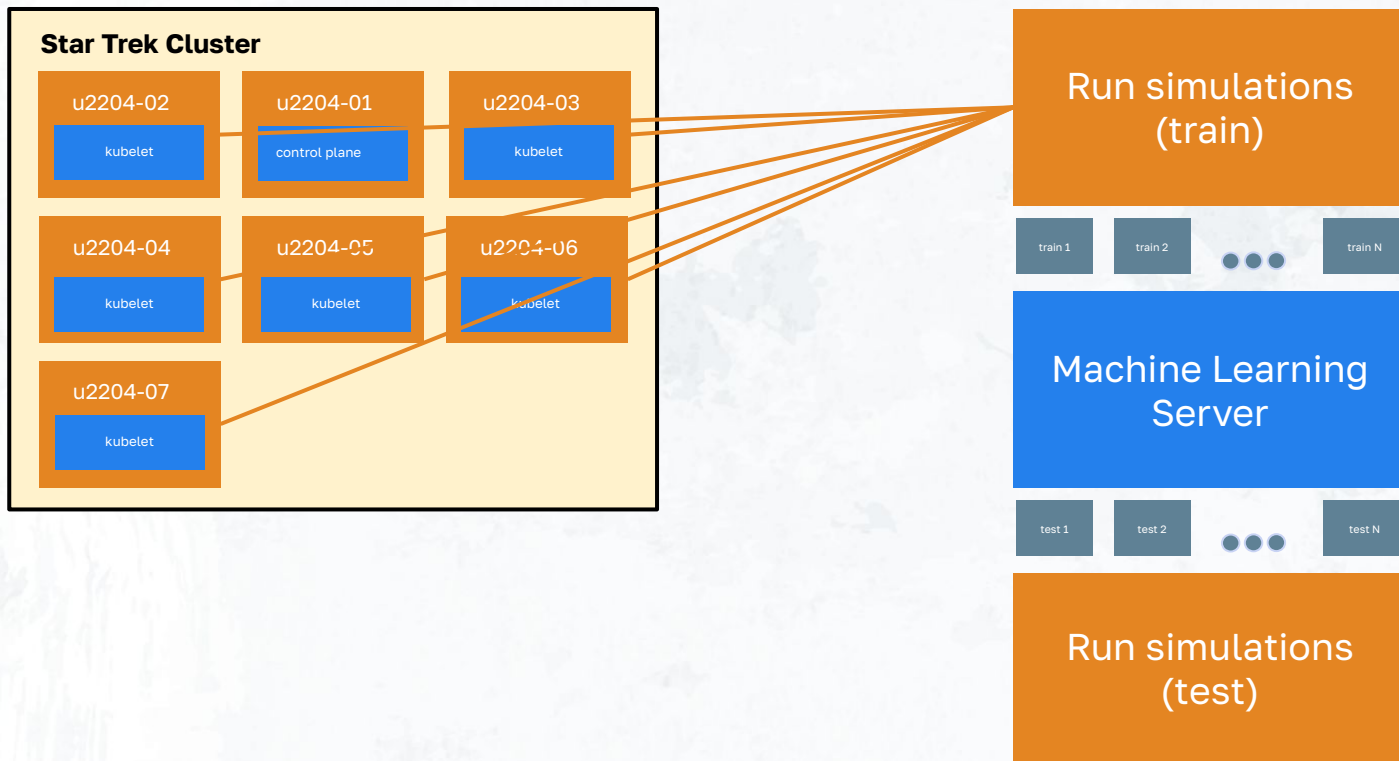 Star Trek Cluster
u2204-02
kubelet
u2204-01
control plane
u2204-03
kubelet
u2204-04
kubelet
u2204-05
kubelet
u2204-06
kubelet
u2204-07
kubelet
Run simulations
(train)
train 1
train 2
train N
Machine Learning
Server
test 1
test 2
test N
Run simulations
(test)